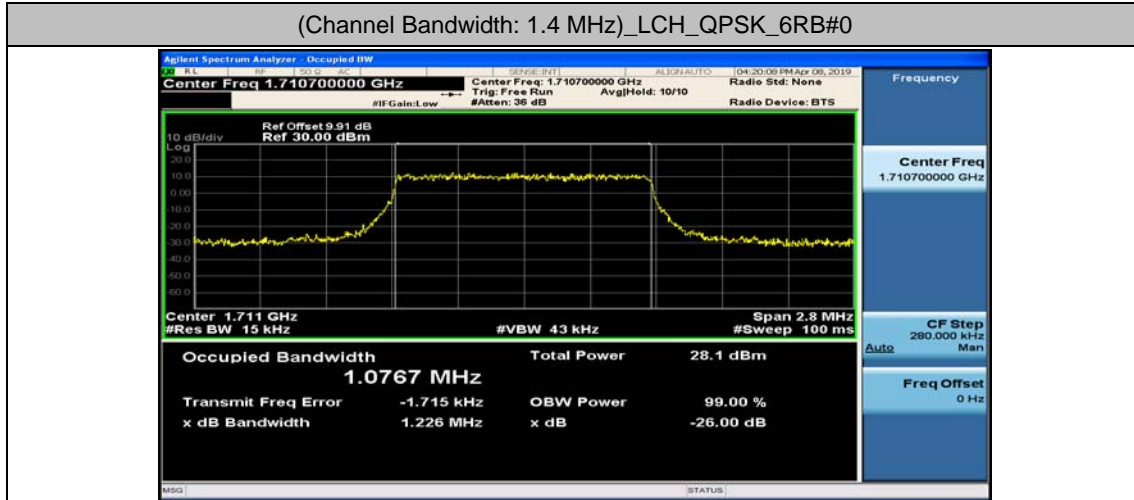 (Channel Bandwidth: 1.4 MHz)_LCH_QPSK_6RB#0
Agilent Spectrum Analyzer - Occupied BW
RL RF 50 Ω AC SENSE:INT ALIGN AUTO 04:20:08 PM Apr 08, 2019
Center Freq 1.710700000 GHz
Center Freq: 1.710700000 GHz
Radio Std: None
Trig: Free Run Avg|Hold: 10/10
#IFGain:Low #Atten: 36 dB Radio Device: BTS
Ref Offset 9.91 dB
10 dB/div Ref 30.00 dBm
Log
20.0
10.0
0.00
-10.0
-20.0
-30.0
-40.0
-50.0
-60.0
Center 1.711 GHz Span 2.8 MHz
#Res BW 15 kHz #VBW 43 kHz #Sweep 100 ms
Occupied Bandwidth Total Power 28.1 dBm
1.0767 MHz
Transmit Freq Error -1.715 kHz OBW Power 99.00 %
x dB Bandwidth 1.226 MHz x dB -26.00 dB
MSG STATUS
Frequency
Center Freq
1.710700000 GHz
CF Step
280.000 kHz
Auto Man
Freq Offset
0 Hz